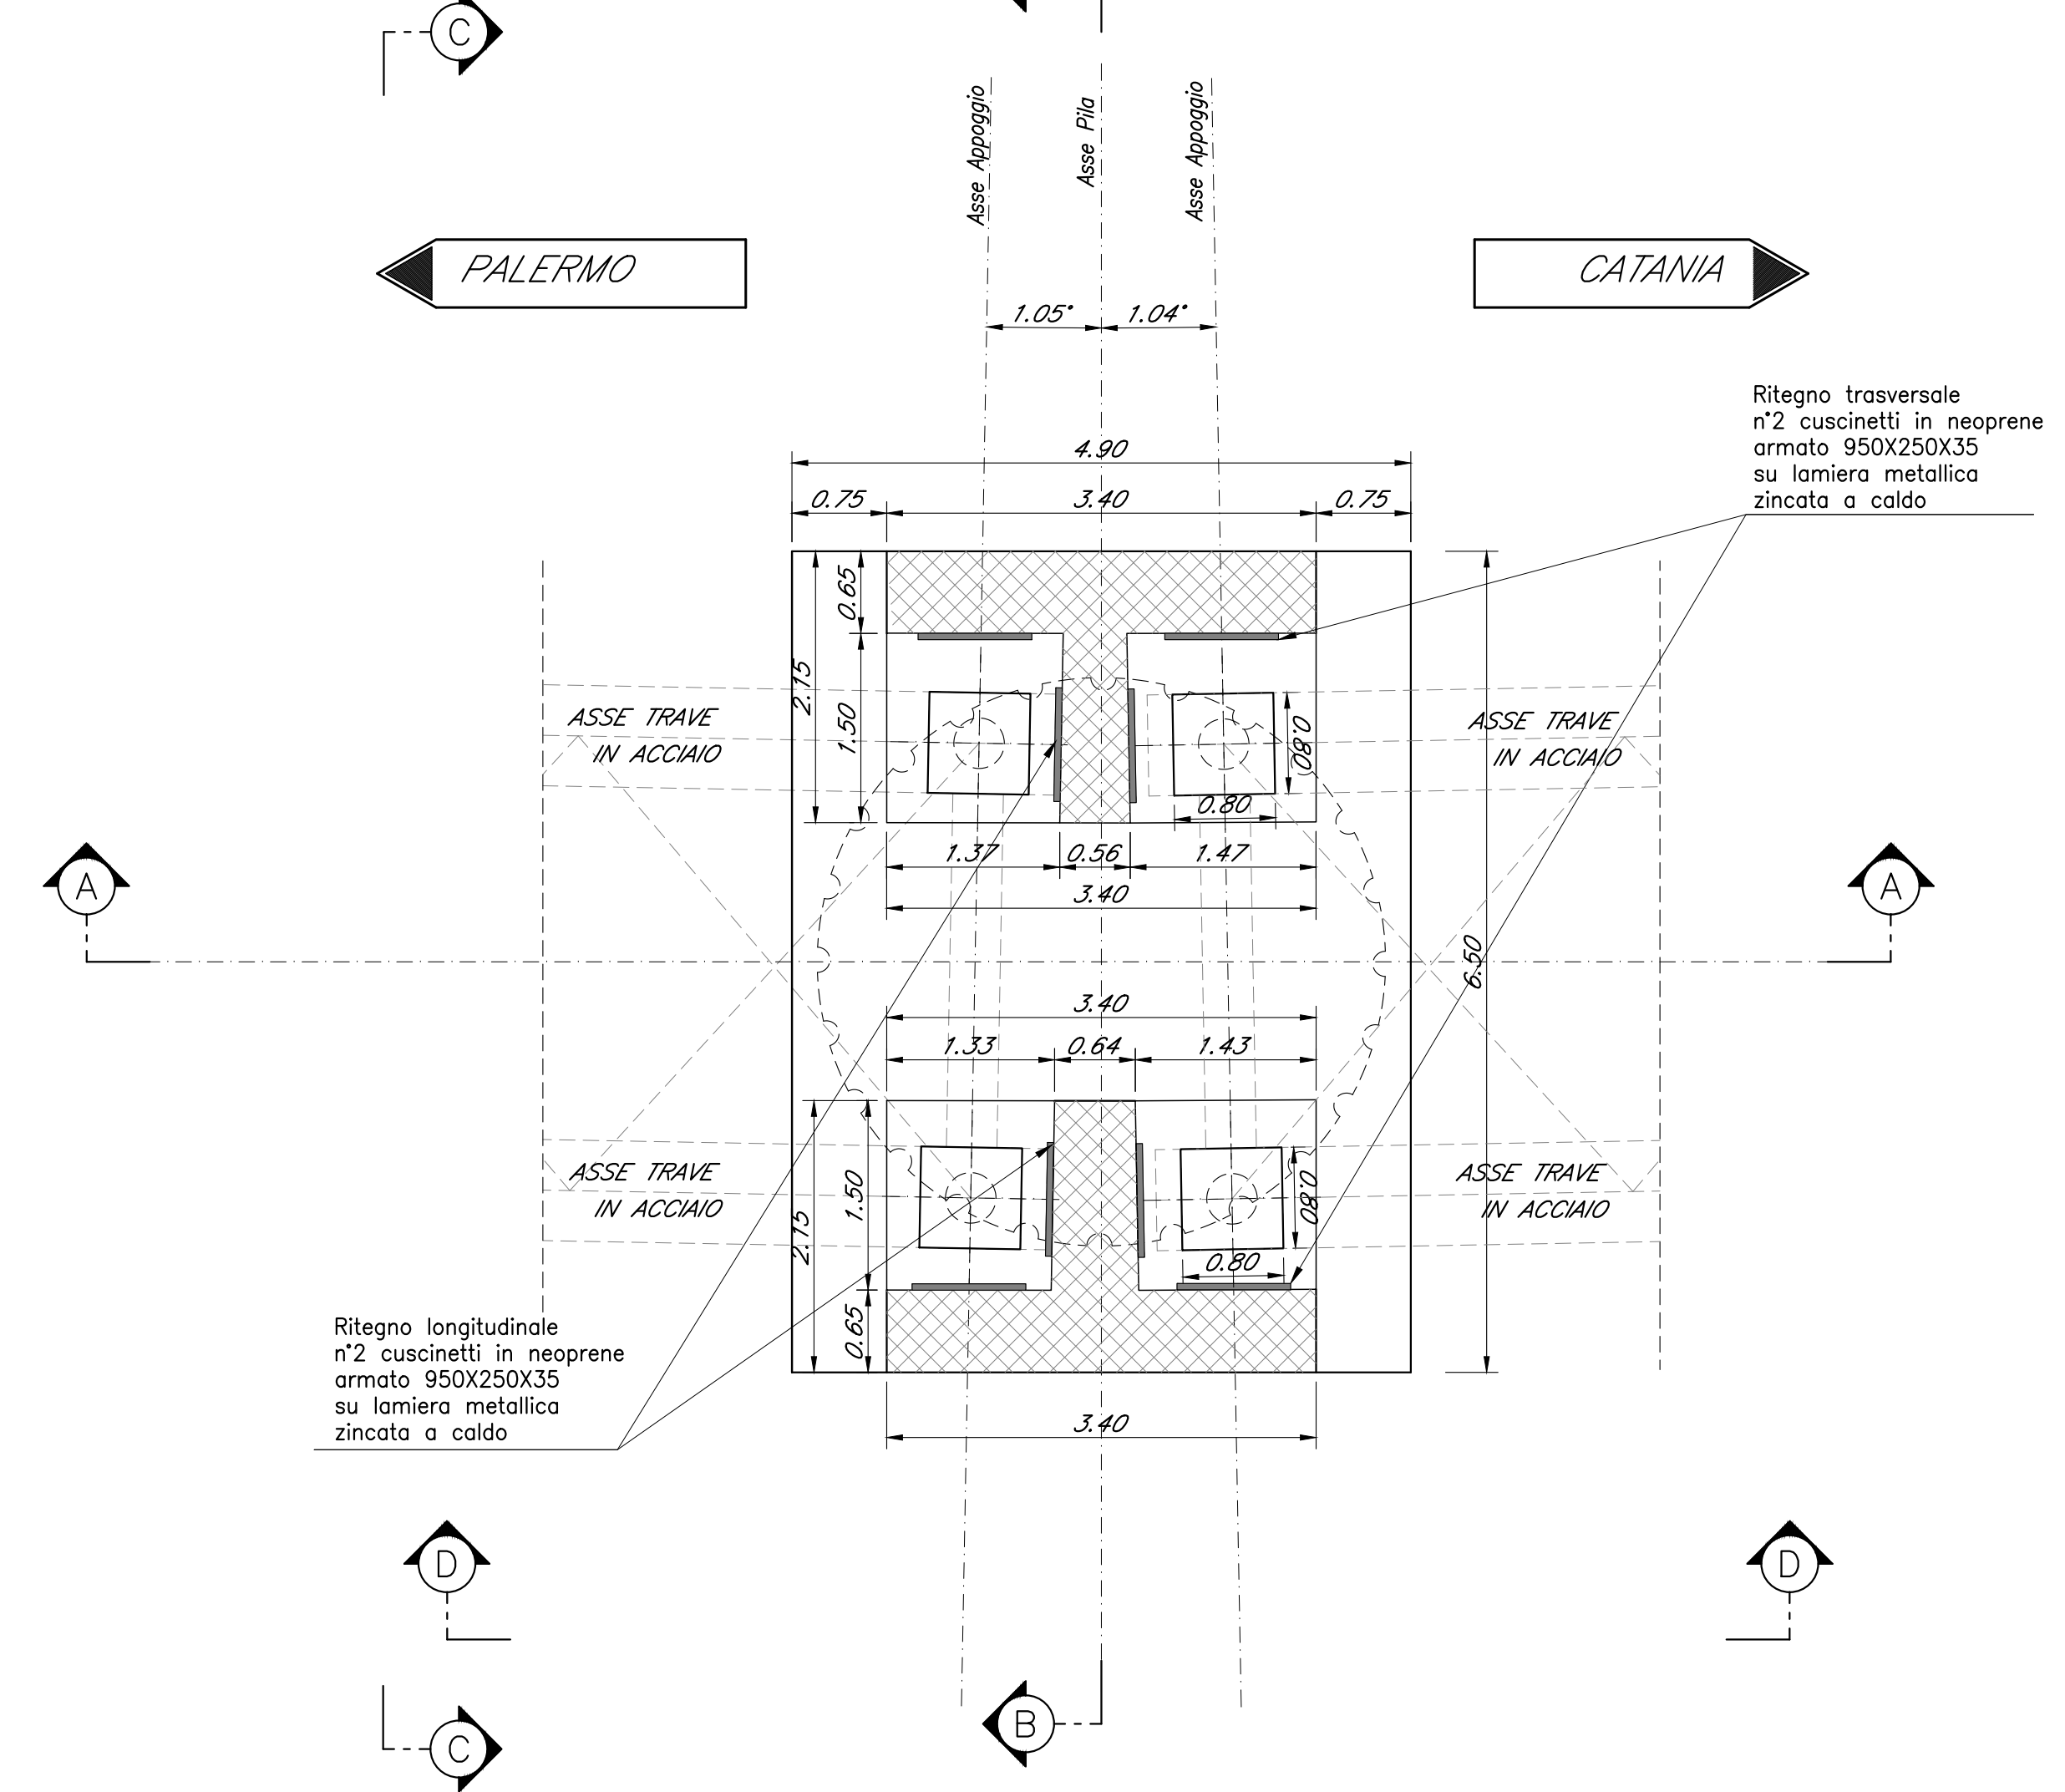 C
Asse Appoggio
Asse Pila
Asse Appoggio
PALERMO
CATANIA
1.05°
1.04°
Ritegno trasversale
n°2 cuscinetti in neoprene
armato 950X250X35
su lamiera metallica
zincata a caldo
4.90
0.75
3.40
0.75
0.65
2.15
1.50
ASSE TRAVE
IN ACCIAIO
ASSE TRAVE
IN ACCIAIO
0.80
0.80
1.37
0.56
1.47
3.40
A
A
6.50
3.40
1.33
0.64
1.43
ASSE TRAVE
IN ACCIAIO
ASSE TRAVE
IN ACCIAIO
1.50
2.15
0.80
0.80
0.65
Ritegno longitudinale
n°2 cuscinetti in neoprene
armato 950X250X35
su lamiera metallica
zincata a caldo
3.40
D
D
B
C